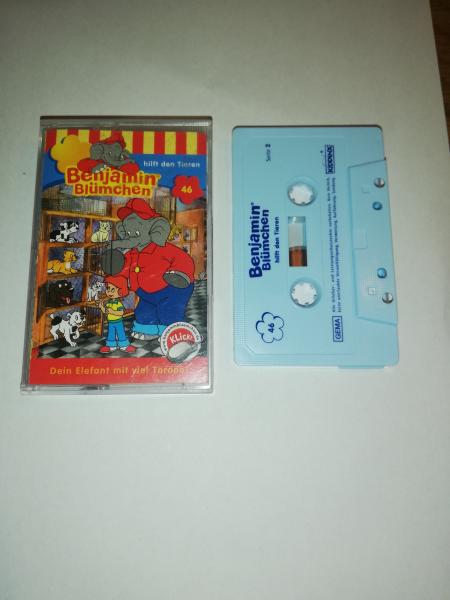 hilft den Tieren
Benjamin®
Blümchen
46
KLICK!
Dein Elefant mit viel Törööö!
Seite 2
KIDDINX
Benjamin®
Blümchen
hilft den Tieren
46
GEMA